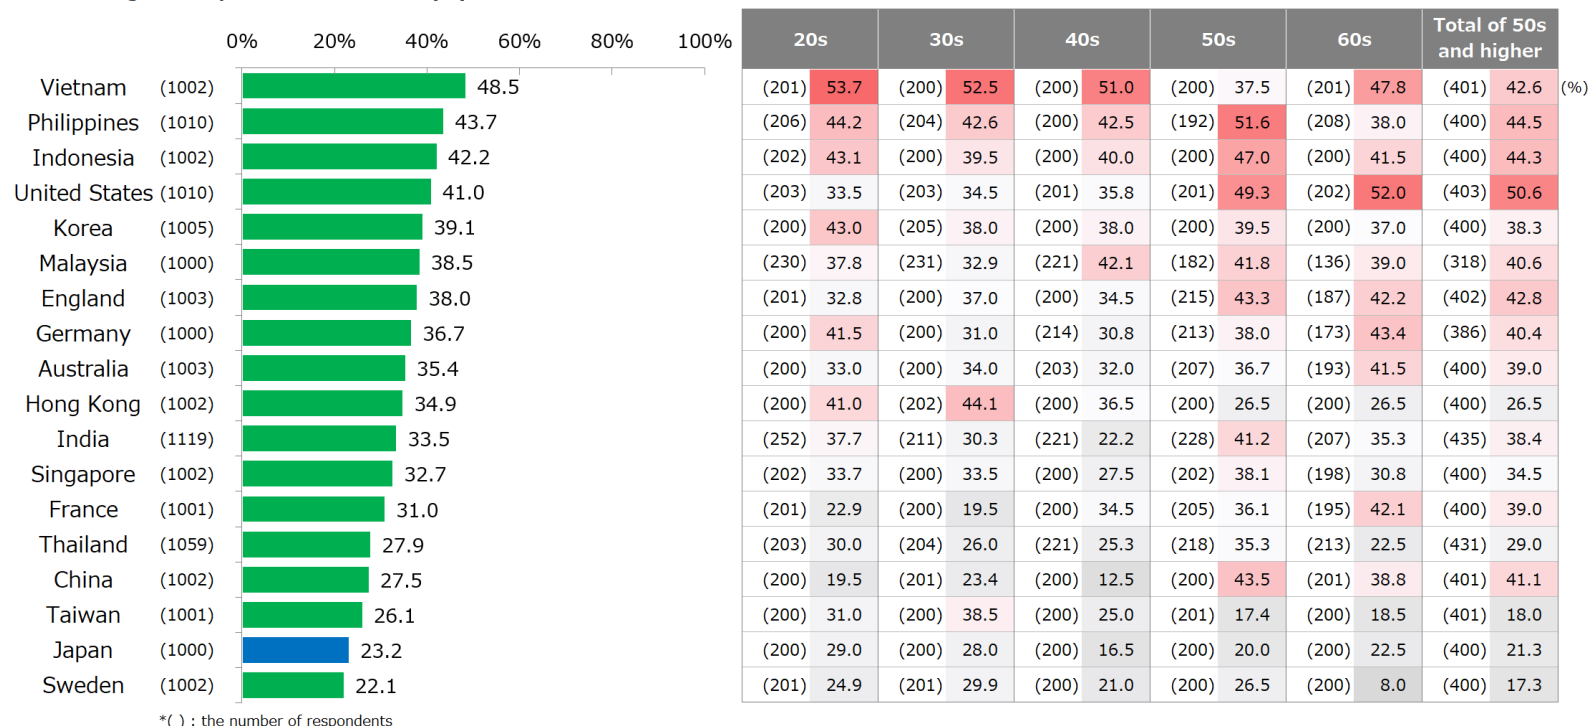 0% 20% 40% 60% 80% 100% 20s 30s 40s 50s 60s Total of 50s and higher
Vietnam (1002) 48.5 (201) 53.7 (200) 52.5 (200) 51.0 (200) 37.5 (201) 47.8 (401) 42.6 (%)
Philippines (1010) 43.7 (206) 44.2 (204) 42.6 (200) 42.5 (192) 51.6 (208) 38.0 (400) 44.5
Indonesia (1002) 42.2 (202) 43.1 (200) 39.5 (200) 40.0 (200) 47.0 (200) 41.5 (400) 44.3
United States (1010) 41.0 (203) 33.5 (203) 34.5 (201) 35.8 (201) 49.3 (202) 52.0 (403) 50.6
Korea (1005) 39.1 (200) 43.0 (205) 38.0 (200) 38.0 (200) 39.5 (200) 37.0 (400) 38.3
Malaysia (1000) 38.5 (230) 37.8 (231) 32.9 (221) 42.1 (182) 41.8 (136) 39.0 (318) 40.6
England (1003) 38.0 (201) 32.8 (200) 37.0 (200) 34.5 (215) 43.3 (187) 42.2 (402) 42.8
Germany (1000) 36.7 (200) 41.5 (200) 31.0 (214) 30.8 (213) 38.0 (173) 43.4 (386) 40.4
Australia (1003) 35.4 (200) 33.0 (200) 34.0 (203) 32.0 (207) 36.7 (193) 41.5 (400) 39.0
Hong Kong (1002) 34.9 (200) 41.0 (202) 44.1 (200) 36.5 (200) 26.5 (200) 26.5 (400) 26.5
India (1119) 33.5 (252) 37.7 (211) 30.3 (221) 22.2 (228) 41.2 (207) 35.3 (435) 38.4
Singapore (1002) 32.7 (202) 33.7 (200) 33.5 (200) 27.5 (202) 38.1 (198) 30.8 (400) 34.5
France (1001) 31.0 (201) 22.9 (200) 19.5 (200) 34.5 (205) 36.1 (195) 42.1 (400) 39.0
Thailand (1059) 27.9 (203) 30.0 (204) 26.0 (221) 25.3 (218) 35.3 (213) 22.5 (431) 29.0
China (1002) 27.5 (200) 19.5 (201) 23.4 (200) 12.5 (200) 43.5 (201) 38.8 (401) 41.1
Taiwan (1001) 26.1 (200) 31.0 (200) 38.5 (200) 25.0 (201) 17.4 (200) 18.5 (401) 18.0
Japan (1000) 23.2 (200) 29.0 (200) 28.0 (200) 16.5 (200) 20.0 (200) 22.5 (400) 21.3
Sweden (1002) 22.1 (201) 24.9 (201) 29.9 (200) 21.0 (200) 26.5 (200) 8.0 (400) 17.3
*( ) : the number of respondents